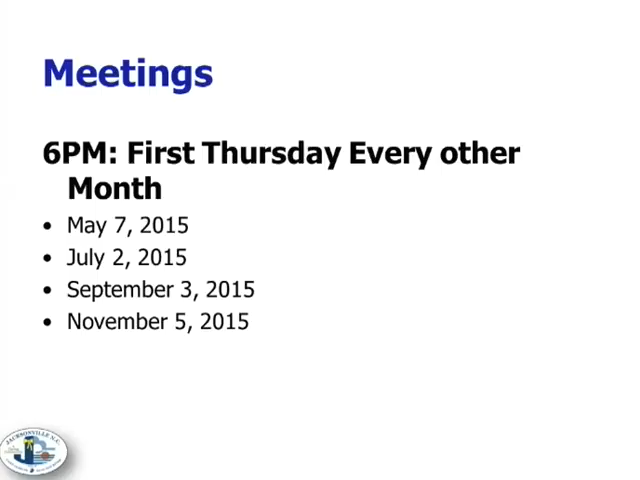 Meetings
6PM: First Thursday Every other
Month
• May 7, 2015
• July 2, 2015
• September 3, 2015
• November 5, 2015
JACKSONVILLE N.C.